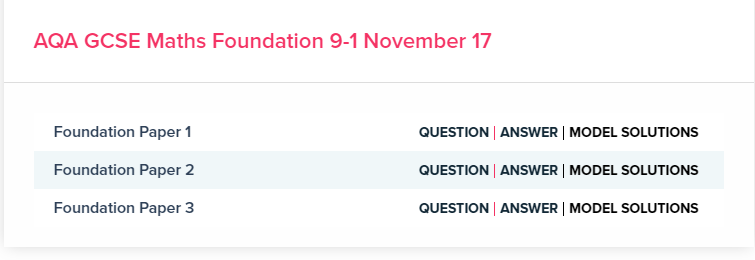 AQA GCSE Maths Foundation 9-1 November 17
Foundation Paper 1 QUESTION | ANSWER | MODEL SOLUTIONS
Foundation Paper 2 QUESTION | ANSWER | MODEL SOLUTIONS
Foundation Paper 3 QUESTION | ANSWER | MODEL SOLUTIONS